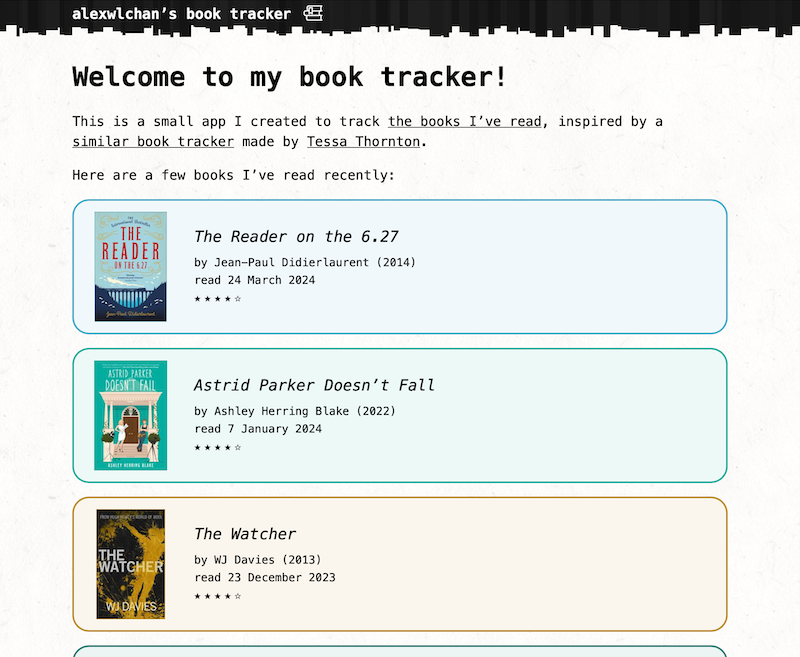 alexwlchan’s book tracker
Welcome to my book tracker!
This is a small app I created to track the books I’ve read, inspired by a
similar book tracker made by Tessa Thornton.
Here are a few books I’ve read recently:
THE
International Bestseller
THE
READER
ON THE 6.27
Jean-Paul Didierlaurent
The Reader on the 6.27
by Jean-Paul Didierlaurent (2014)
read 24 March 2024
★★★★☆
ASTRID PARKER
DOESN’T FAIL
ASHLEY HERRING BLAKE
Astrid Parker Doesn’t Fall
by Ashley Herring Blake (2022)
read 7 January 2024
★★★★☆
THE
WATCHER
WJ DAVIES
The Watcher
by WJ Davies (2013)
read 23 December 2023
★★★★☆